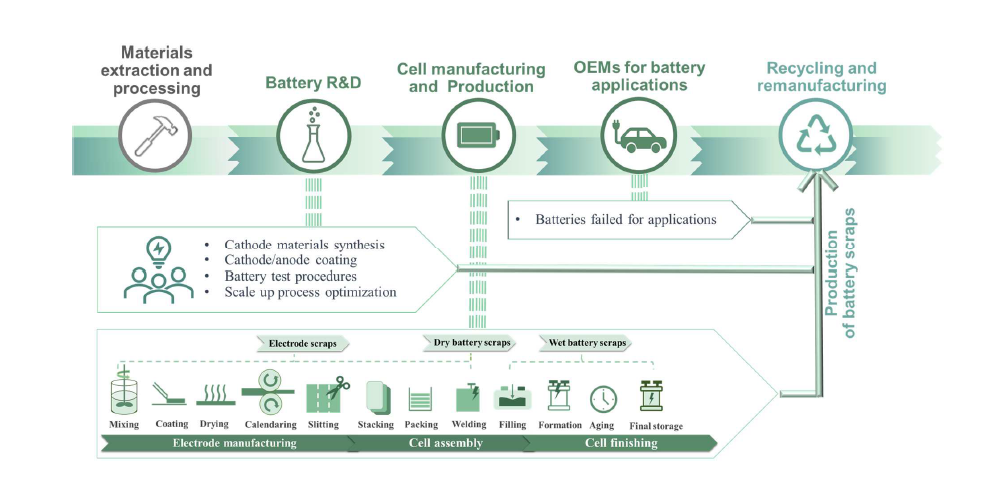 Materials
extraction and
processing
Battery R&D
Cell manufacturing
and Production
OEMs for battery
applications
Recycling and
remanufacturing
• Batteries failed for applications
• Cathode materials synthesis
• Cathode/anode coating
• Battery test procedures
• Scale up process optimization
Production
of battery scraps
Electrode scraps
Dry battery scraps
Wet battery scraps
Mixing
Coating
Drying
Calendaring
Slitting
Stacking
Packing
Welding
Filling
Formation
Aging
Final storage
Electrode manufacturing
Cell assembly
Cell finishing